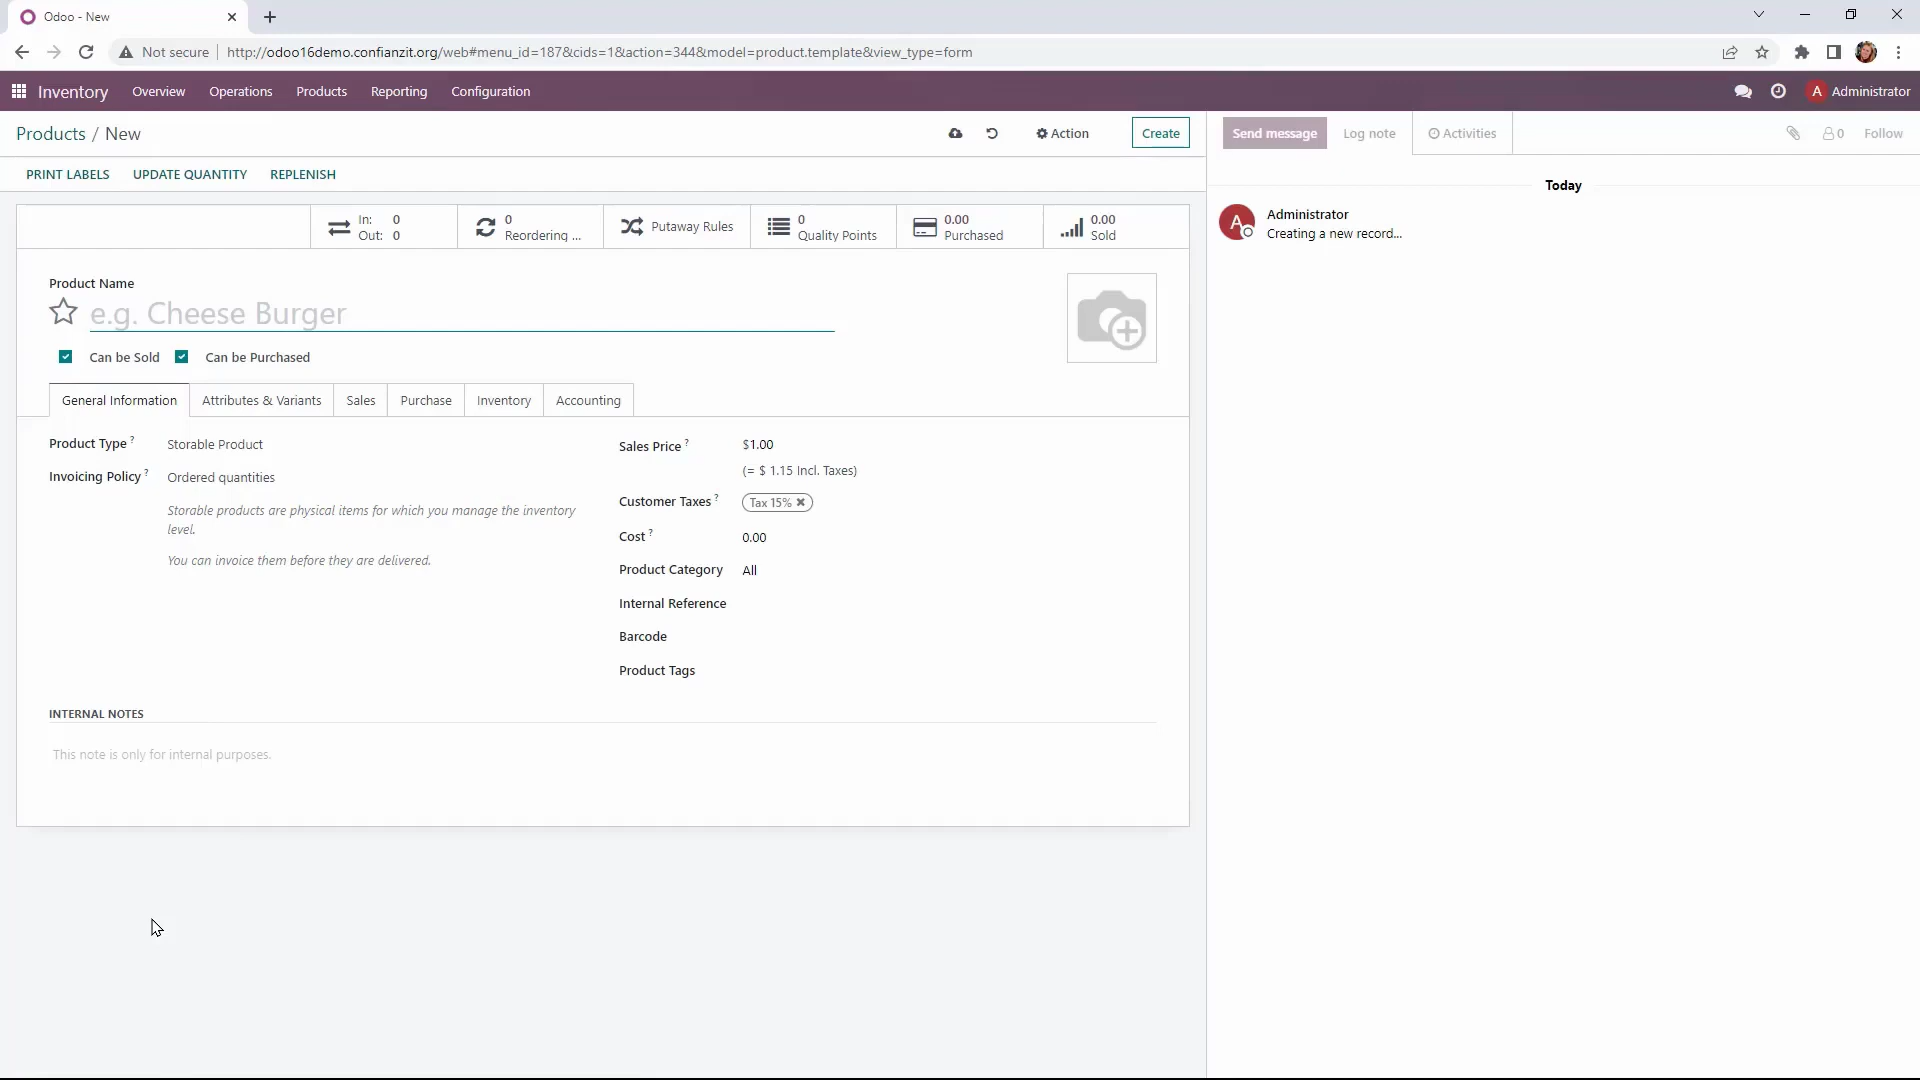 Odoo - New
Not secure
http://odoo16demo.confianzit.org/web#menu_id=187&cids=1&action=344&model=product.template&view_type=form
Inventory Overview Operations Products Reporting Configuration
A Administrator
Products / New
Action
Create
Send message
Log note
Activities
0
Follow
PRINT LABELS UPDATE QUANTITY REPLENISH
Today
In: 0
Out: 0
0
Reordering ...
Putaway Rules
0
Quality Points
0.00
Purchased
0.00
Sold
A
Administrator
Creating a new record...
Product Name
e.g. Cheese Burger
Can be Sold
Can be Purchased
General Information
Attributes & Variants
Sales
Purchase
Inventory
Accounting
Product Type ? Storable Product
Invoicing Policy ? Ordered quantities
Storable products are physical items for which you manage the inventory
level.
You can invoice them before they are delivered.
Sales Price ? $1.00
(= $ 1.15 Incl. Taxes)
Customer Taxes ? Tax 15%
Cost ? 0.00
Product Category All
Internal Reference
Barcode
Product Tags
INTERNAL NOTES
This note is only for internal purposes.